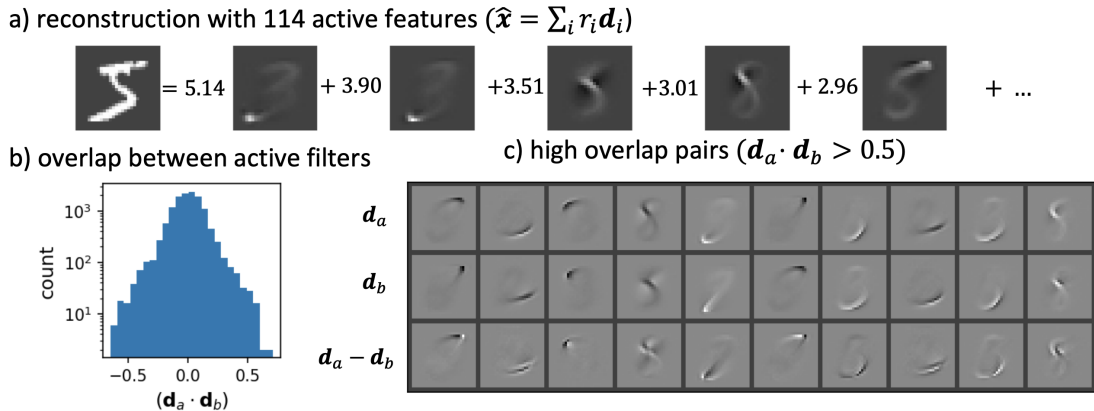 a) reconstruction with 114 active features (x̂ = ∑ᵢ rᵢdᵢ)
= 5.14 + 3.90 +3.51 +3.01 + 2.96 + ...
b) overlap between active filters
c) high overlap pairs (dₐ· d_b > 0.5)
10³
10²
10¹
count
−0.5 0.0 0.5
(dₐ · d_b)
dₐ
d_b
dₐ − d_b